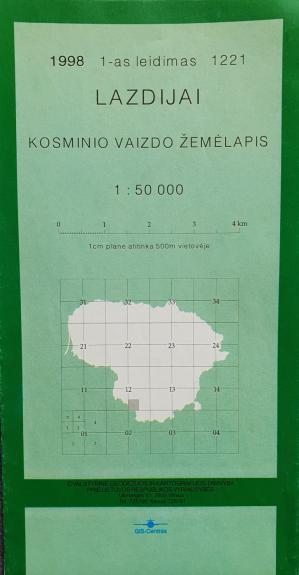 1998 1-as leidimas 1221
LAZDIJAI
KOSMINIO VAIZDO ŽEMĖLAPIS
1 : 50 000
0 1 2 3 4 km
1cm plane atitinka 500m vietovėje
31 32 33 34
21 22 23 24
11 12 13 14
01 02 03 04
GIS-Centras